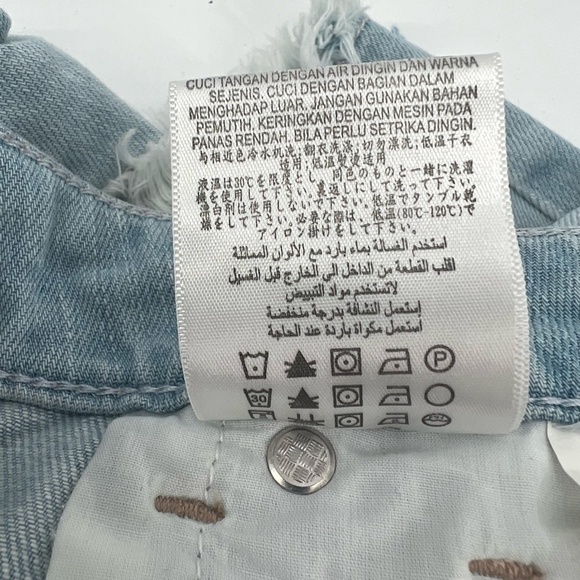 CUCI TANGAN DENGAN AIR DINGIN DAN WARNA
SEJENIS. CUCI DENGAN BAGIAN DALAM
MENGHADAP LUAR. JANGAN GUNAKAN BAHAN
PEMUTIH. KERINGKAN DENGAN MESIN PADA
PANAS RENDAH. BILA PERLU SETRIKA DINGIN.
与相近色冷水机洗; 翻衣洗涤; 切勿漂洗; 低温干衣
适用; 低温熨烫适用
液温は30℃を限度とし、同色のものと一緒に洗濯
機を使用して下さい。裏返しにして洗って下さい。
漂白剤は使用しないで下さい。低温でタンブル乾
燥をして下さい。必要な際は、低温(80℃-120℃)で
アイロン掛けをして下さい。
استخدم الغسالة بماء بارد مع الألوان المماثلة
اقلب القطعة من الداخل الى الخارج قبل الغسيل
لاتستخدم مواد التبييض
إستعمل النشافة بدرجة منخفضة
إستعمل مكواة باردة عند الحاجة
P
30